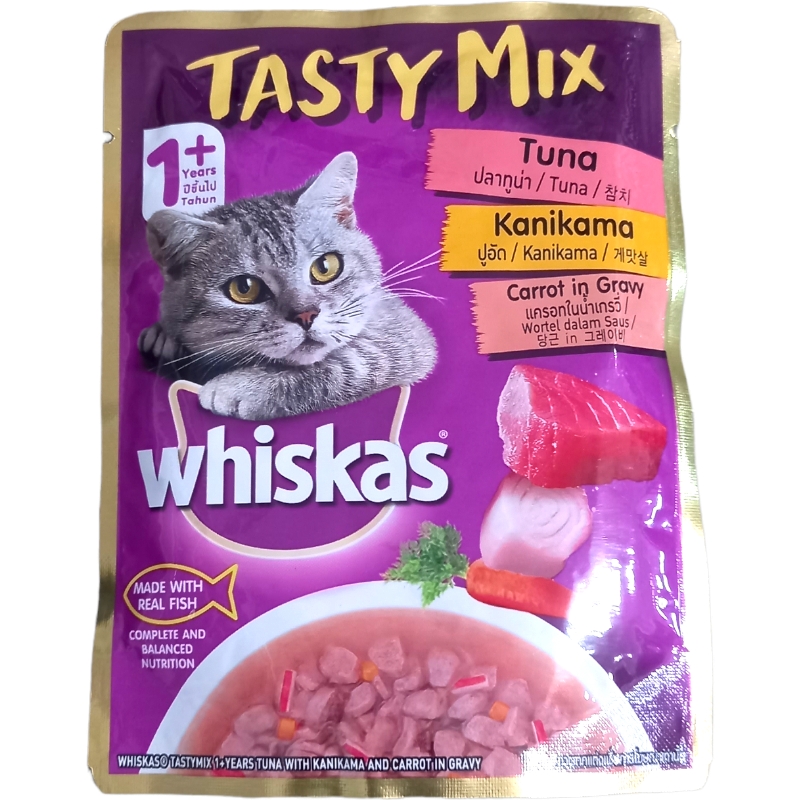 TASTY MIX
1+
Years
ปีขึ้นไป
Tahun
Tuna
ปลาทูน่า / Tuna / 참치
Kanikama
ปูอัด / Kanikama / 게맛살
Carrot in Gravy
แครอทในน้ำเกรวี่ /
Wortel dalam Saus /
당근 in 그레이비
whiskas®
MADE WITH
REAL FISH
COMPLETE AND
BALANCED
NUTRITION
WHISKAS® TASTYMIX 1+YEARS TUNA WITH KANIKAMA AND CARROT IN GRAVY